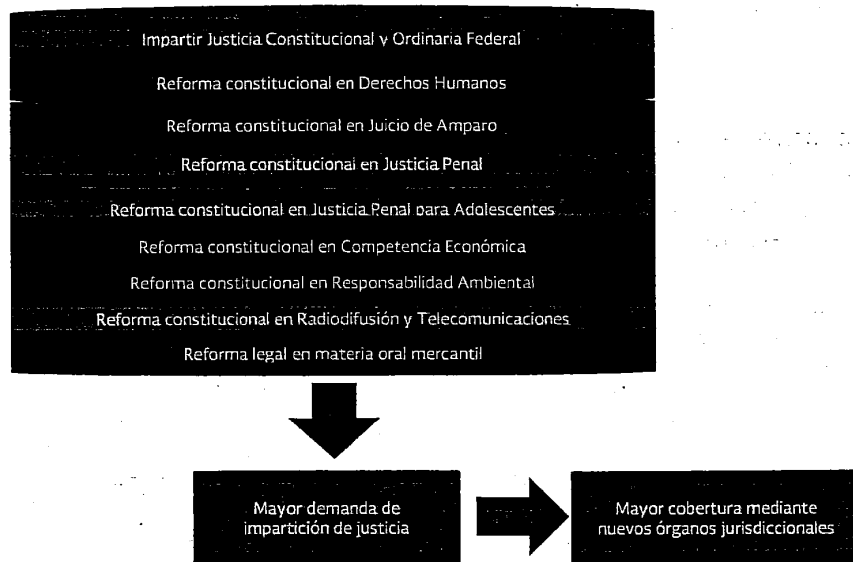 Impartir Justicia Constitucional y Ordinaria Federal
Reforma constitucional en Derechos Humanos
Reforma constitucional en Juicio de Amparo
Reforma constitucional en Justicia Penal
Reforma constitucional en Justicia Penal para Adolescentes
Reforma constitucional en Competencia Económica
Reforma constitucional en Responsabilidad Ambiental
Reforma constitucional en Radiodifusión y Telecomunicaciones
Reforma legal en materia oral mercantil
Mayor demanda de
impartición de justicia
Mayor cobertura mediante
nuevos órganos jurisdiccionales